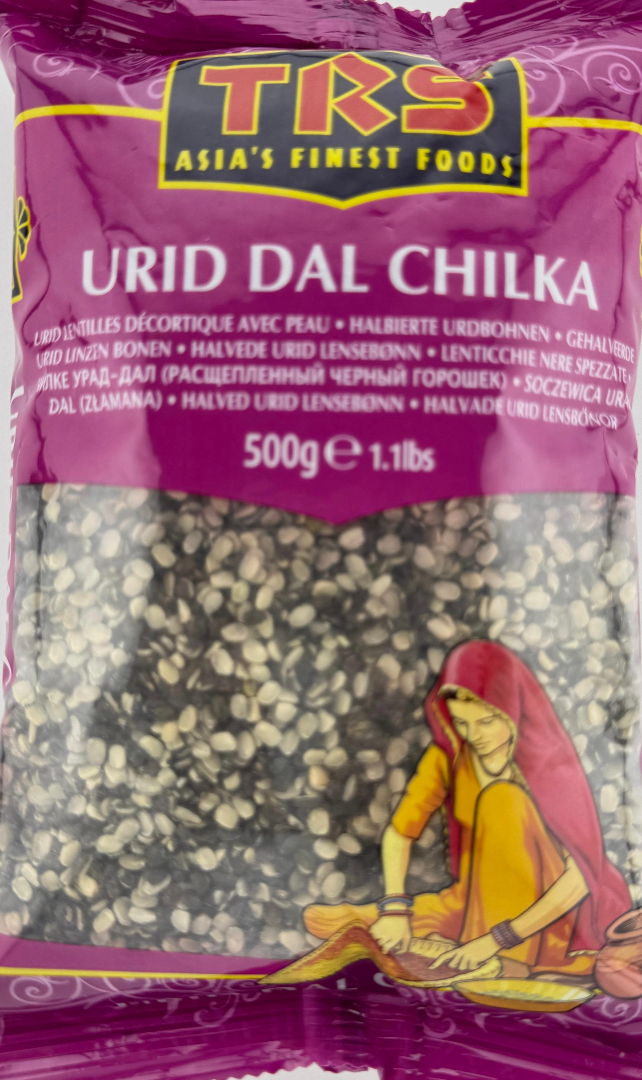 TRS
ASIA'S FINEST FOODS
URID DAL CHILKA
URID LENTILLES DÉCORTIQUE AVEC PEAU • HALBIERTE URDBOHNEN • GEHALVEERDE
URID LINZEN BONEN • HALVEDE URID LENSEBØNN • LENTICCHIE NERE SPEZZATE •
УРАД-ДАЛ (РАСЩЕПЛЕННЫЙ ЧЕРНЫЙ ГОРОШЕК) • SOCZEWICA
DAL (ZŁAMANA) • HALVED URID LENSEBØNN • HALVADE URID LENSBÖNOR
500g e 1.1lbs